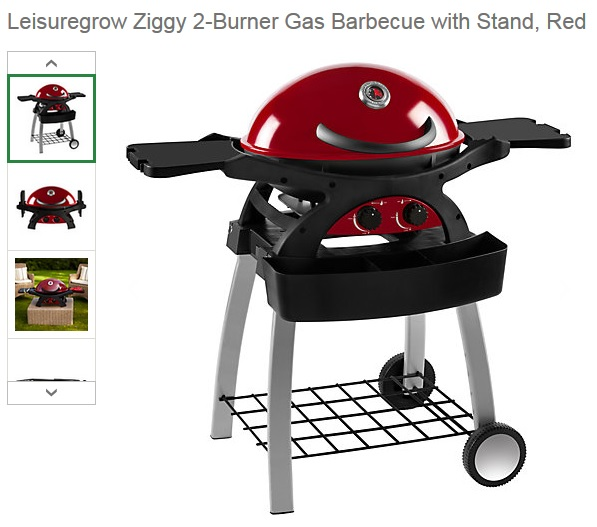 Leisuregrow Ziggy 2-Burner Gas Barbecue with Stand, Red